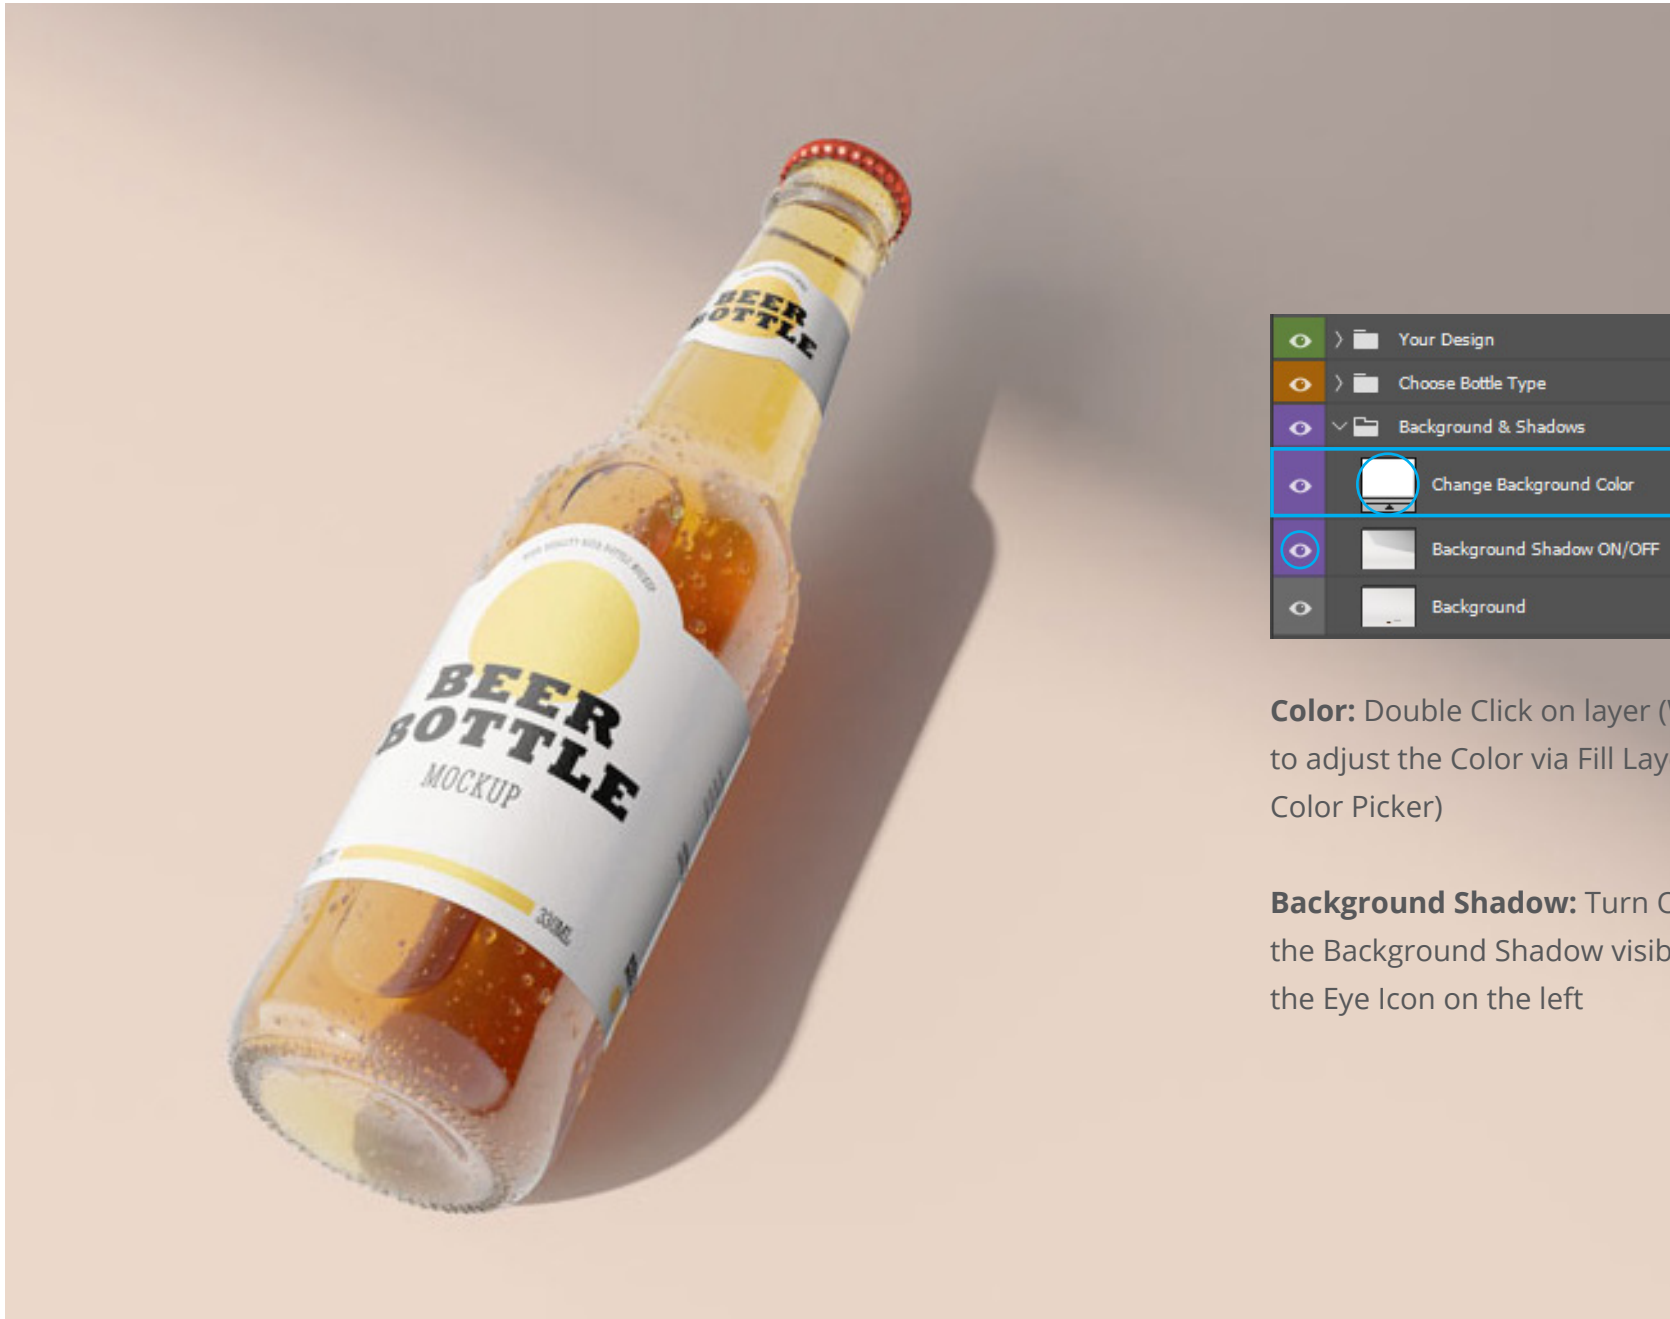 BEER
BOTTLE
BEER
BOTTLE
MOCKUP
330ML
Your Design
Choose Bottle Type
Background & Shadows
Change Background Color
Background Shadow ON/OFF
Background
Color: Double Click on layer (
to adjust the Color via Fill Lay
Color Picker)
Background Shadow: Turn
the Background Shadow visib
the Eye Icon on the left